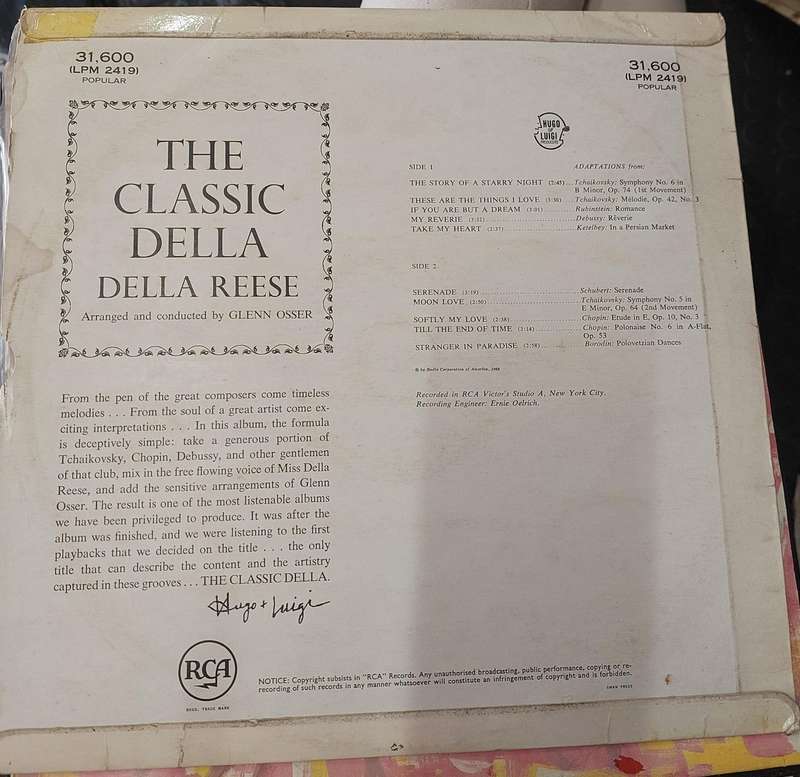 31,600
(LPM 2419)
POPULAR
31,600
(LPM 2419)
POPULAR
THE
CLASSIC
DELLA
DELLA REESE
Arranged and conducted by GLENN OSSER
From the pen of the great composers come timeless
melodies . . . From the soul of a great artist come ex-
citing interpretations . . . In this album, the formula
is deceptively simple: take a generous portion of
Tchaikovsky, Chopin, Debussy, and other gentlemen
of that club, mix in the free flowing voice of Miss Della
Reese, and add the sensitive arrangements of Glenn
Osser. The result is one of the most listenable albums
we have been privileged to produce. It was after the
album was finished, and we were listening to the first
playbacks that we decided on the title . . . the only
title that can describe the content and the artistry
captured in these grooves . . . THE CLASSIC DELLA.
Hugo + Luigi
HUGO
&
LUIGI
PRODUCERS
SIDE 1 ADAPTATIONS from:
THE STORY OF A STARRY NIGHT (2:45) ... Tchaikovsky: Symphony No. 6 in
B Minor, Op. 74 (1st Movement)
THESE ARE THE THINGS I LOVE (3:30) ... Tchaikovsky: Mélodie, Op. 42, No. 3
IF YOU ARE BUT A DREAM (3:01) ... Rubinstein: Romance
MY REVERIE ... Debussy: Rêverie
TAKE MY HEART (2:37) ... Ketelbey: In a Persian Market
SIDE 2
SERENADE (3:19) ... Schubert: Serenade
MOON LOVE (2:50) ... Tchaikovsky: Symphony No. 5 in
E Minor, Op. 64 (2nd Movement)
SOFTLY MY LOVE (2:38) ... Chopin: Etude in E, Op. 10, No. 3
TILL THE END OF TIME (2:14) ... Chopin: Polonaise No. 6 in A-Flat,
Op. 53
STRANGER IN PARADISE (2:58) ... Borodin: Polovetzian Dances
© by Radio Corporation of America,
Recorded in RCA Victor's Studio A, New York City.
Recording Engineer: Ernie Oelrich.
RCA
REGD. TRADE MARK
NOTICE: Copyright subsists in "RCA" Records. Any unauthorised broadcasting, public performance, copying or re-
recording of such records in any manner whatsoever will constitute an infringement of copyright and is forbidden.